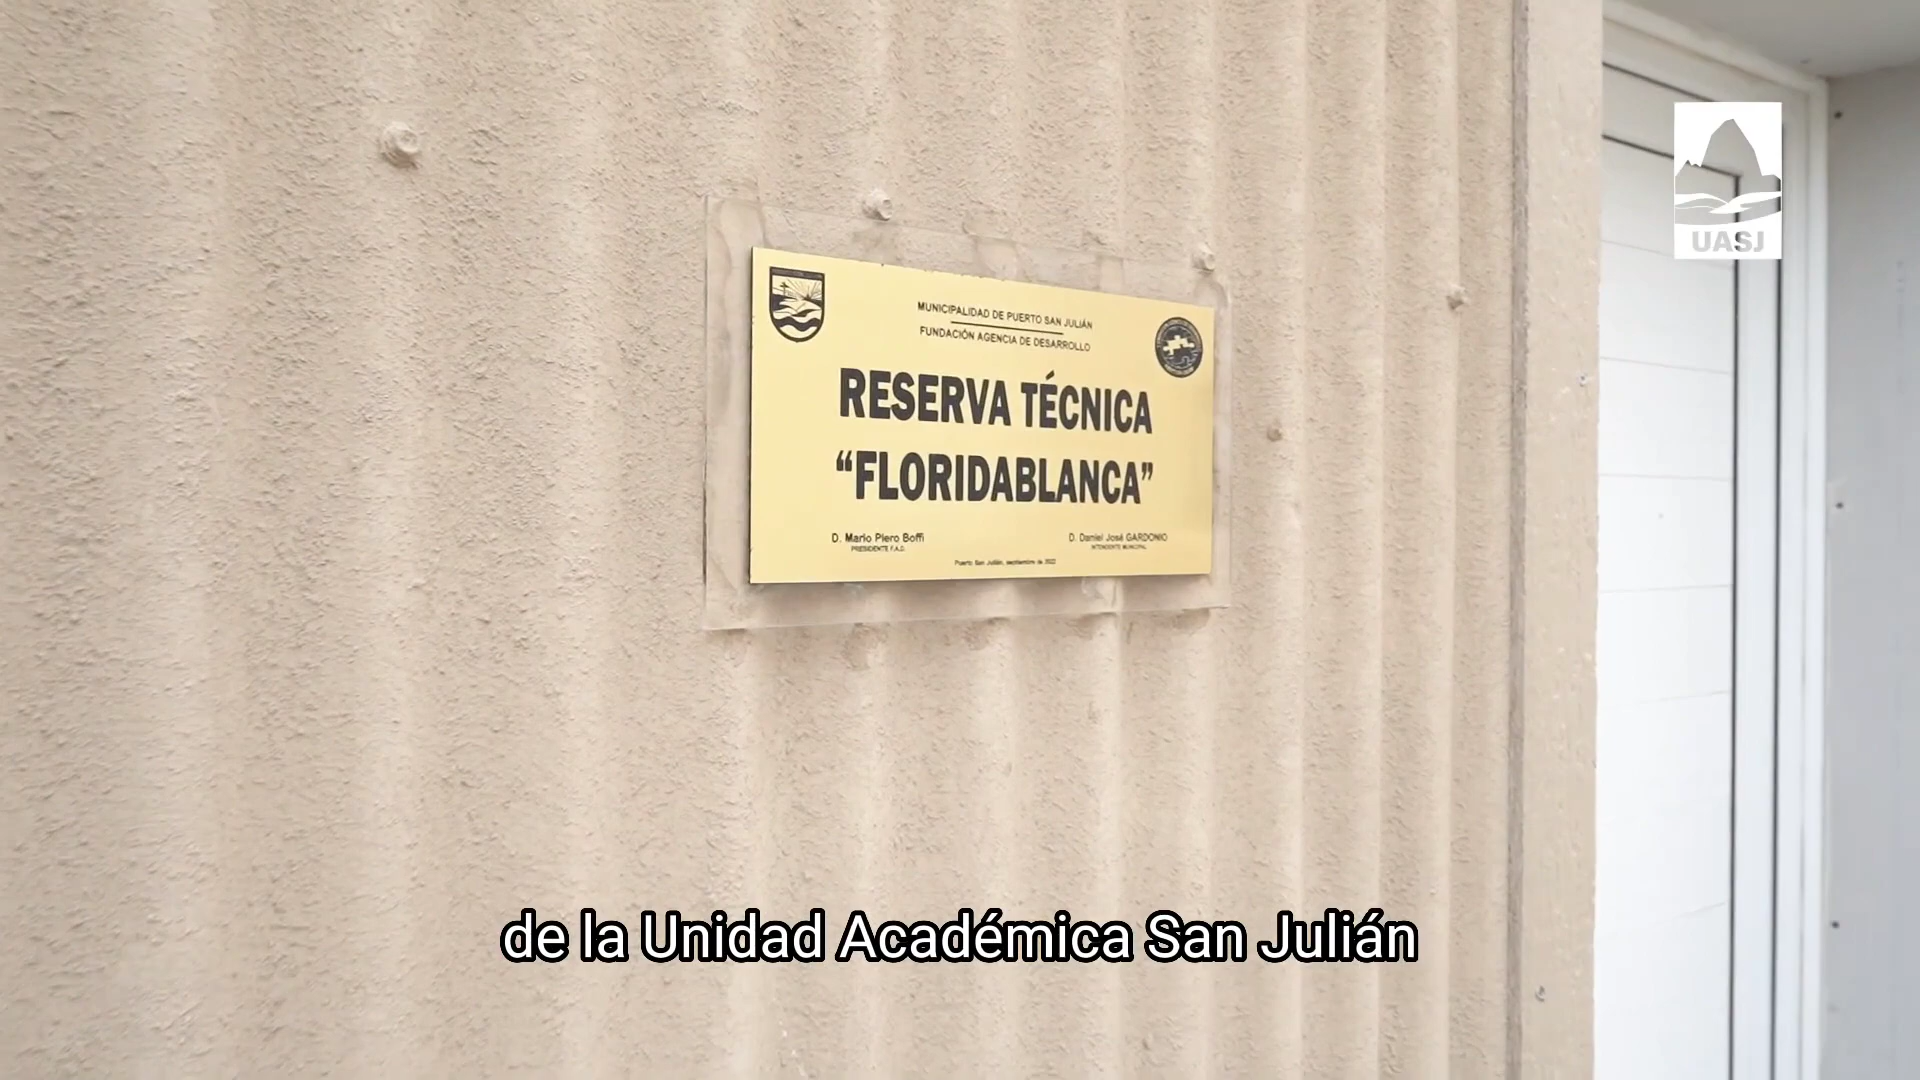 UASJ
MUNICIPALIDAD DE PUERTO SAN JULIÁN
FUNDACIÓN AGENCIA DE DESARROLLO
RESERVA TÉCNICA
“FLORIDABLANCA”
D. Mario Piero Boffi
PRESIDENTE F.A.D.
D. Daniel José GARDONIO
INTENDENTE MUNICIPAL
Puerto San Julián, septiembre de 2022
de la Unidad Académica San Julián